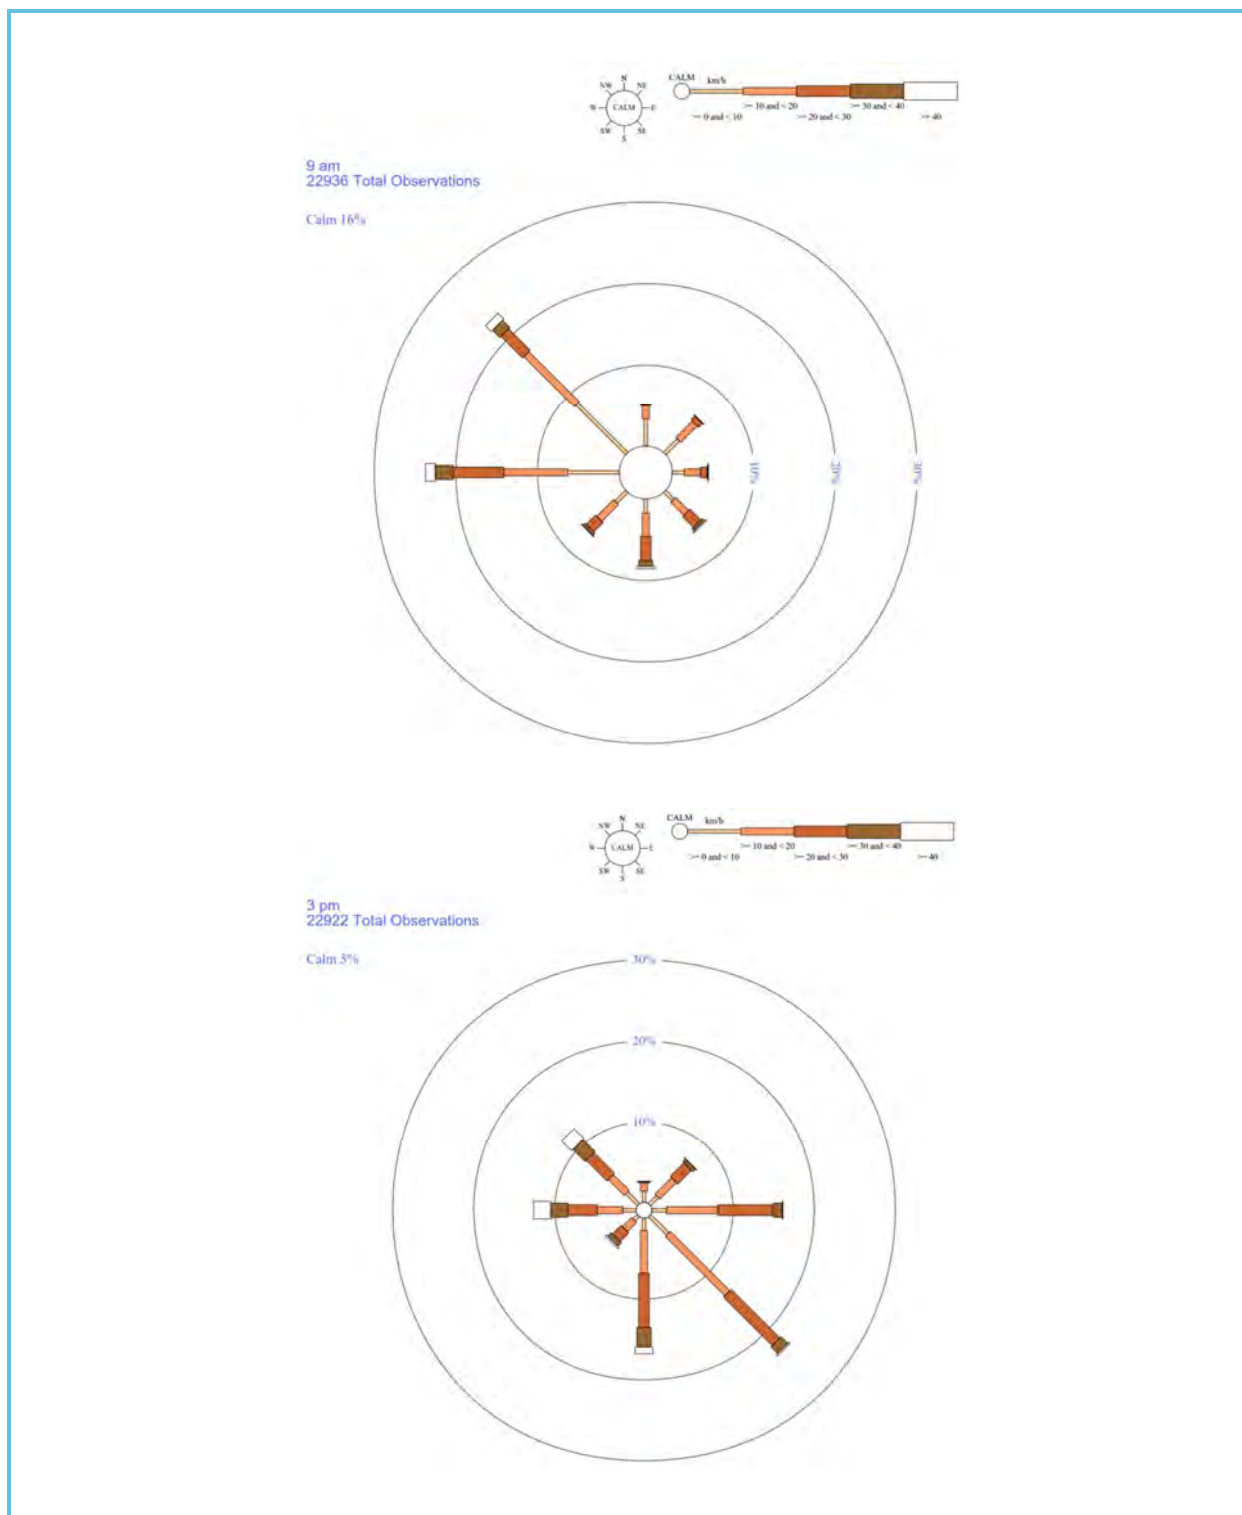 N
NW NE
CALM
W E
SW SE
S
CALM km/h
>= 10 and < 20 >= 30 and < 40
>= 0 and < 10 >= 20 and < 30 >= 40
9 am
22936 Total Observations
Calm 16%
10% 20% 30%
N
NW NE
CALM
W E
SW SE
S
CALM km/h
>= 10 and < 20 >= 30 and < 40
>= 0 and < 10 >= 20 and < 30 >= 40
3 pm
22922 Total Observations
Calm 5%
30%
20%
10%